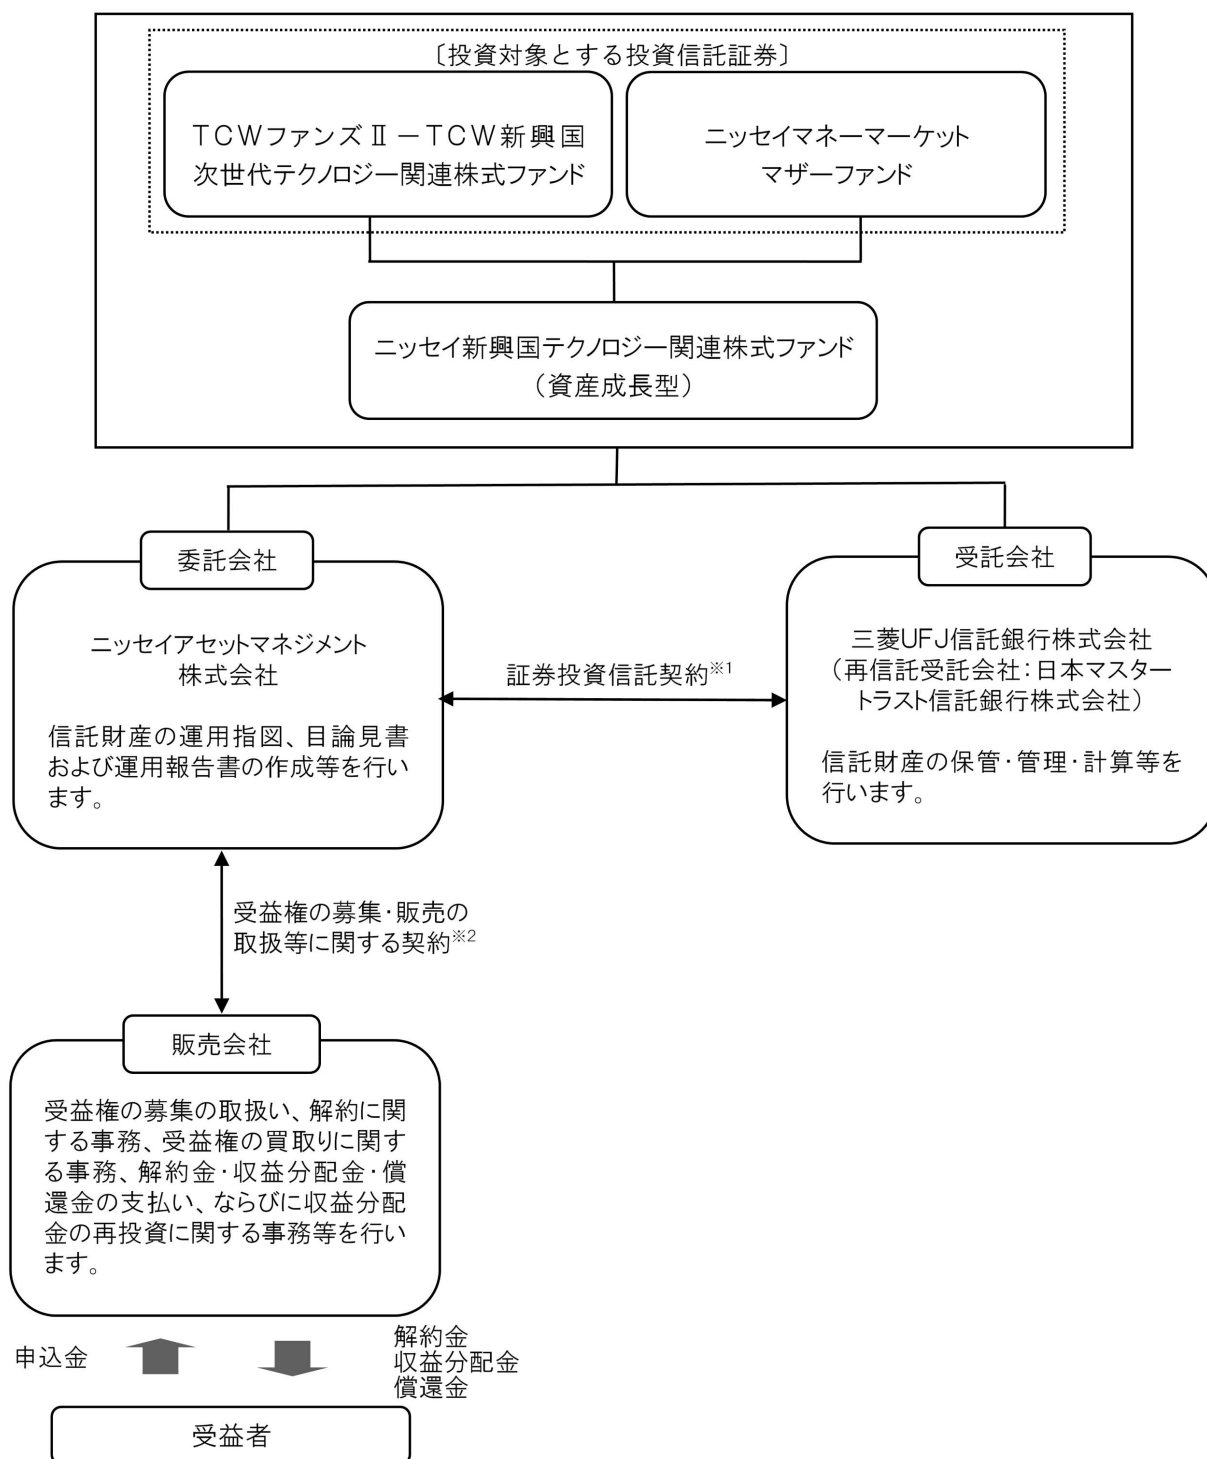 〔投資対象とする投資信託証券〕
TCWファンズⅡ－TCW新興国
次世代テクノロジー関連株式ファンド
ニッセイマネーマーケット
マザーファンド
ニッセイ新興国テクノロジー関連株式ファンド
（資産成長型）
委託会社
ニッセイアセットマネジメント
株式会社
信託財産の運用指図、目論見書
および運用報告書の作成等を行い
ます。
証券投資信託契約※1
受託会社
三菱UFJ信託銀行株式会社
（再信託受託会社：日本マスター
トラスト信託銀行株式会社）
信託財産の保管・管理・計算等を
行います。
受益権の募集・販売の
取扱等に関する契約※2
販売会社
受益権の募集の取扱い、解約に関
する事務、受益権の買取りに関す
る事務、解約金・収益分配金・償
還金の支払い、ならびに収益分配
金の再投資に関する事務等を行い
ます。
申込金
解約金
収益分配金
償還金
受益者